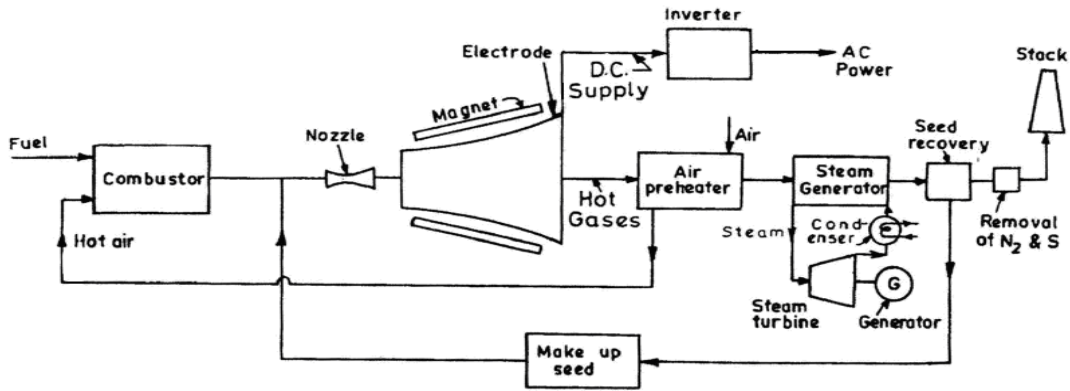 Inverter
Electrode
AC
Power
D.C.
Supply
Stack
Magnet
Nozzle
Fuel
Combustor
Hot air
Air
Air
preheater
Hot
Gases
Steam
Generator
Seed
recovery
Removal
of N₂ & S
Steam
Cond
enser
Steam
turbine
G
Generator
Make up
seed